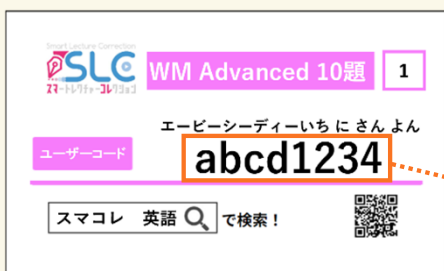 Smart Lecture Correction
SLC
スマートレクチャーコレクション
WM Advanced 10題 1
エービーシーディーいち に さん よん
ユーザーコード abcd1234
スマコレ 英語 で検索！